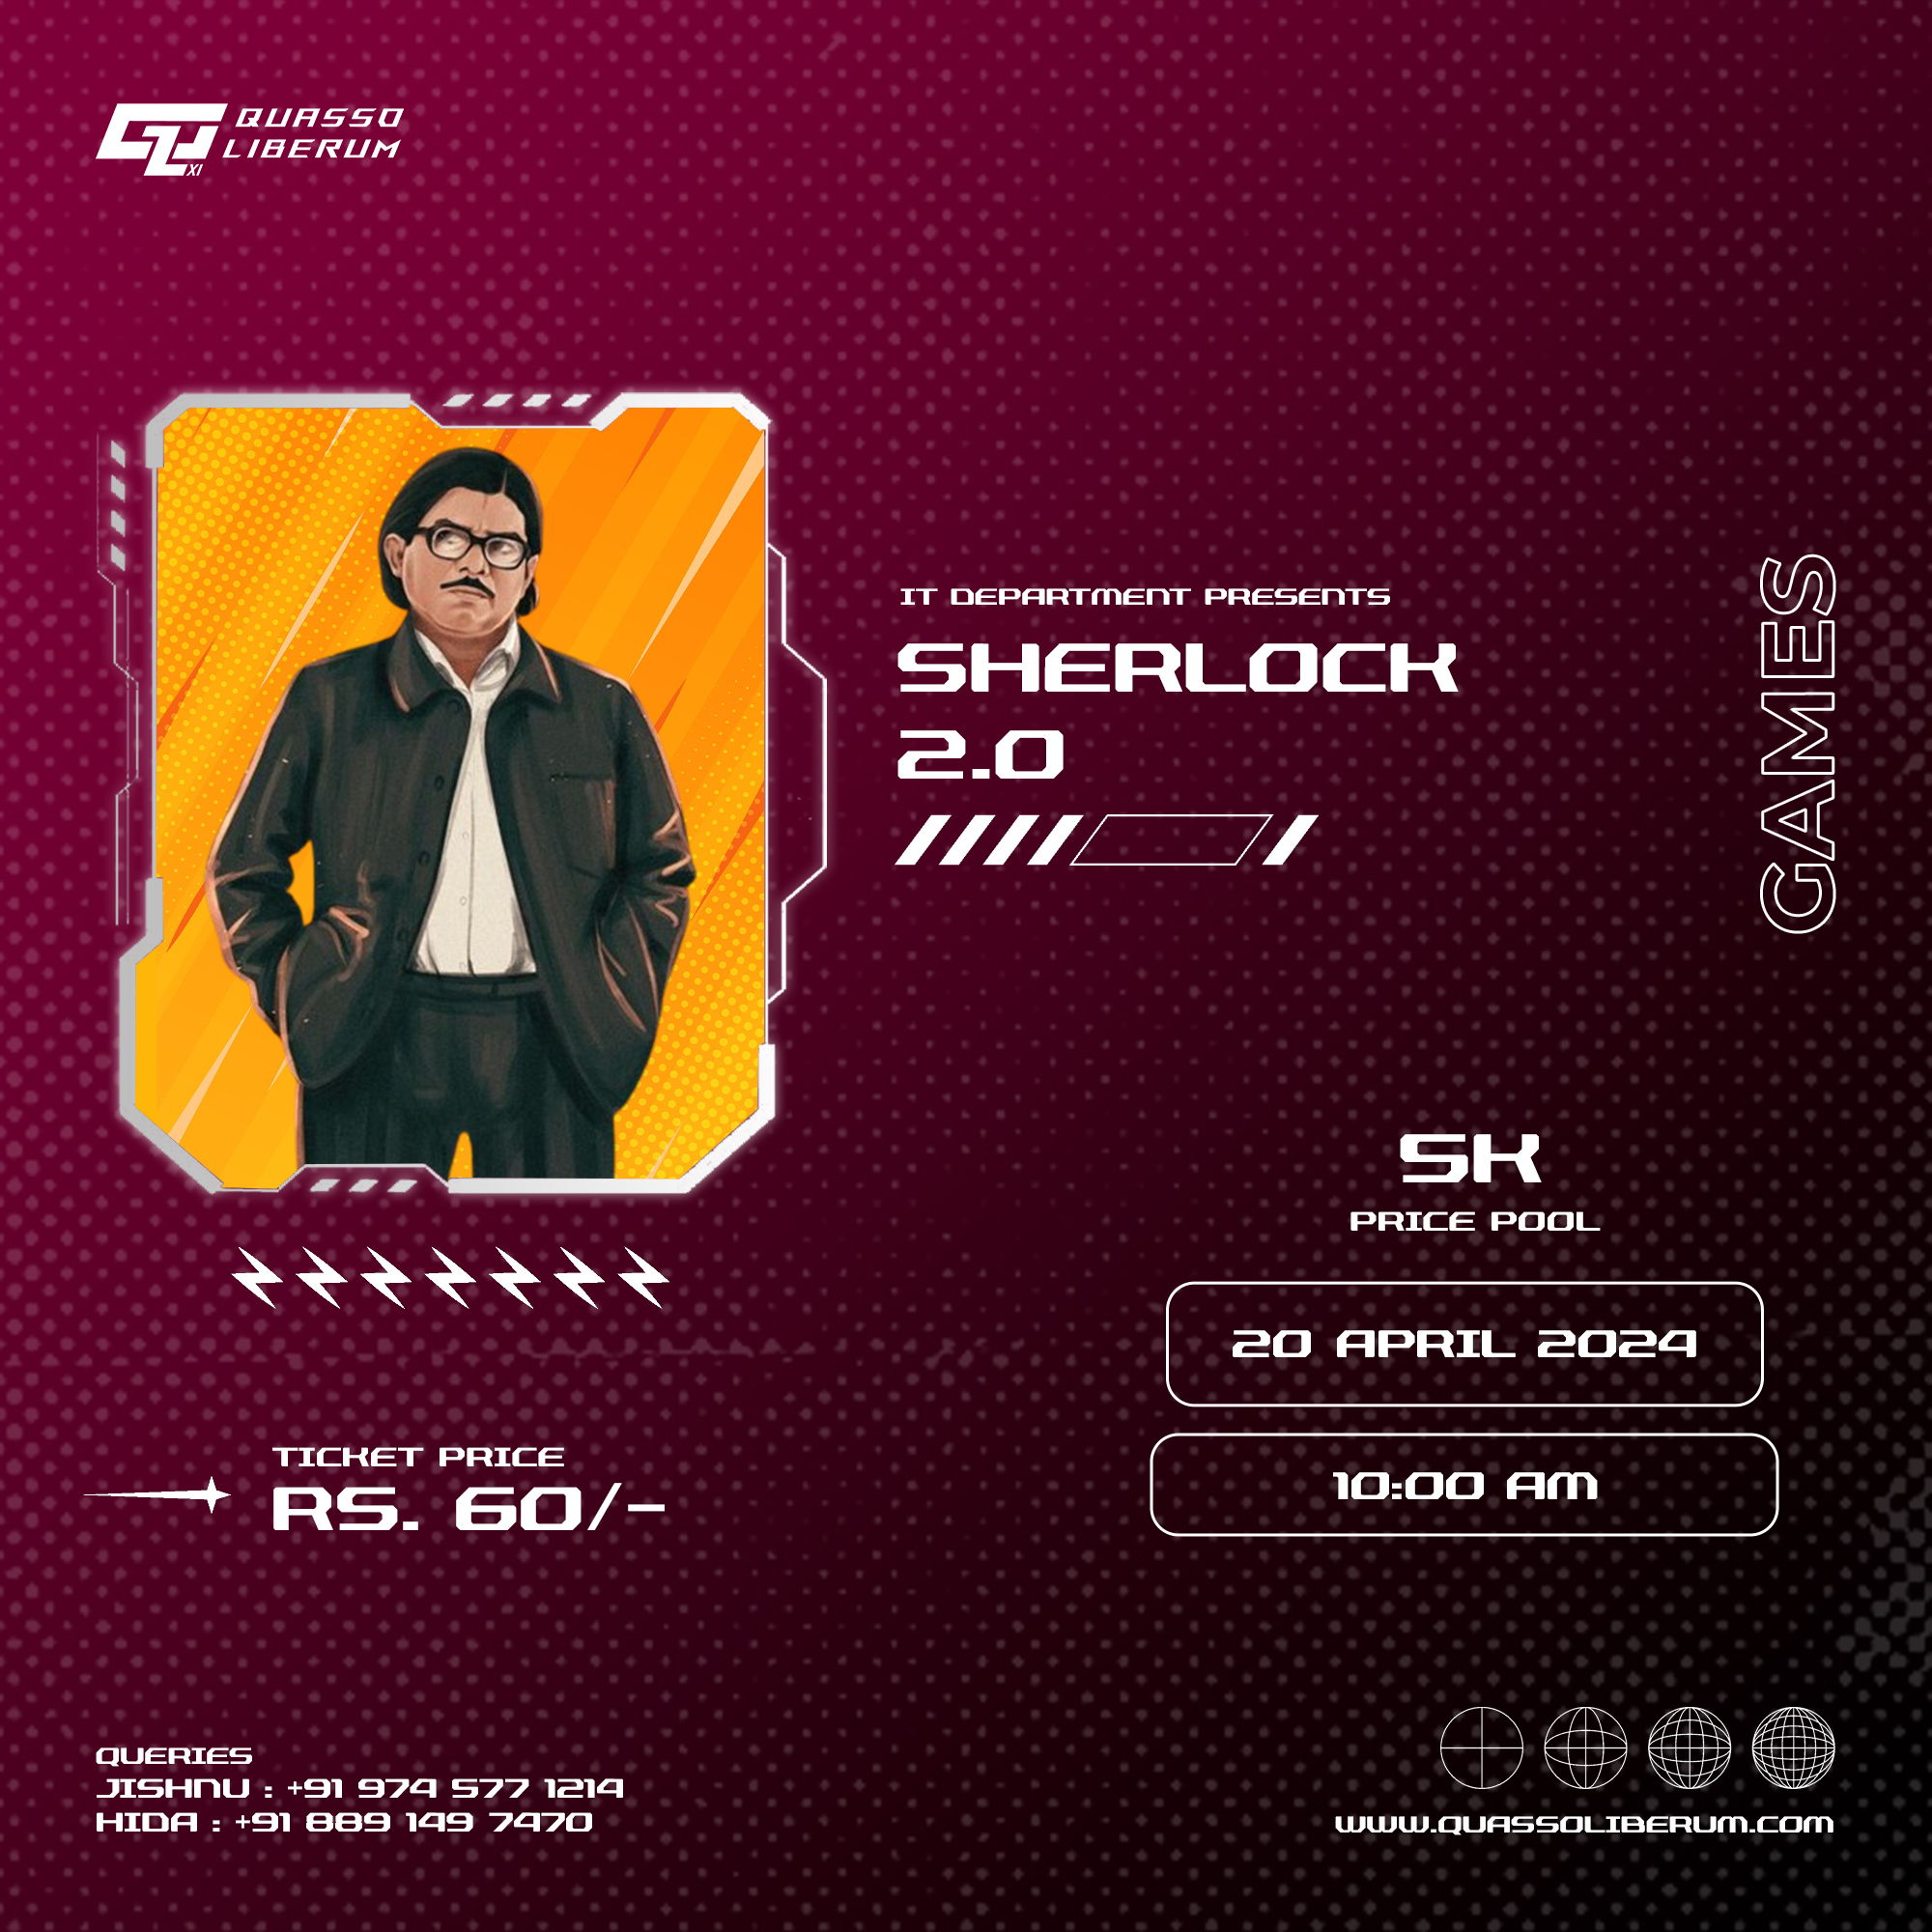 QUASSO
LIBERUM
XI
IT DEPARTMENT PRESENTS
SHERLOCK
2.0
GAMES
5K
PRICE POOL
20 APRIL 2024
10:00 AM
TICKET PRICE
RS. 60/-
QUERIES
JISHNU : +91 974 577 1214
HIDA : +91 889 149 7470
WWW.QUASSOLIBERUM.COM